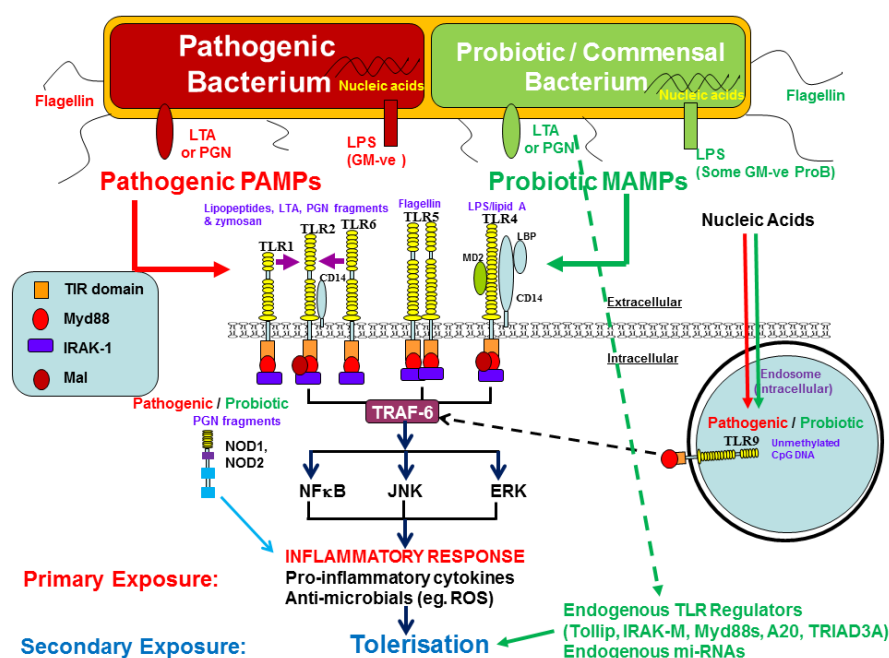 Pathogenic
Bacterium
Nucleic acids
Probiotic / Commensal
Bacterium
Nucleic acids
Flagellin
Flagellin
LTA
or PGN
LPS
(GM-ve )
LTA
or PGN
LPS
(Some GM-ve ProB)
Pathogenic PAMPs
Probiotic MAMPs
Lipopeptides, LTA, PGN fragments
& zymosan
Flagellin
LPS/lipid A
Nucleic Acids
TLR1
TLR2
TLR6
TLR5
TLR4
LBP
MD2
CD14
CD14
Extracellular
Intracellular
TIR domain
Myd88
IRAK-1
Mal
Endosome
(Intracellular)
Pathogenic / Probiotic
TLR9
Unmethylated
CpG DNA
Pathogenic / Probiotic
PGN fragments
NOD1,
NOD2
TRAF-6
NFκB
JNK
ERK
INFLAMMATORY RESPONSE
Primary Exposure:
Pro-inflammatory cytokines
Anti-microbials (eg. ROS)
Secondary Exposure:
Tolerisation
Endogenous TLR Regulators
(Tollip, IRAK-M, Myd88s, A20, TRIAD3A)
Endogenous mi-RNAs